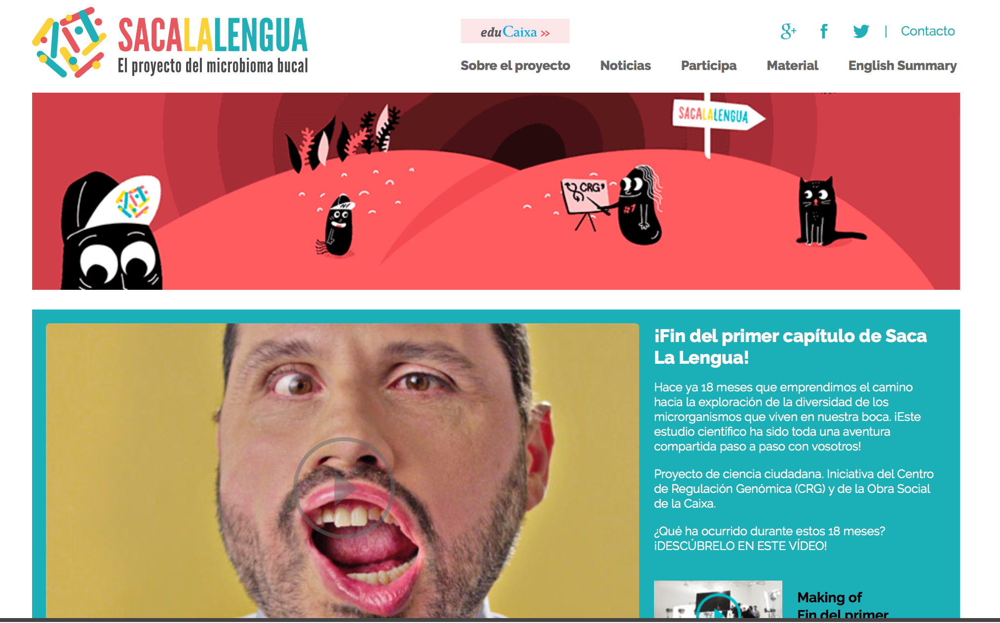 SACALALENGUA
El proyecto del microbioma bucal
eduCaixa »
g+ f | Contacto
Sobre el proyecto Noticias Participa Material English Summary
SACALALENGUA
CRG
#1
¡Fin del primer capítulo de Saca
La Lengua!
Hace ya 18 meses que emprendimos el camino
hacia la exploración de la diversidad de los
microrganismos que viven en nuestra boca. ¡Este
estudio científico ha sido toda una aventura
compartida paso a paso con vosotros!
Proyecto de ciencia ciudadana. Iniciativa del Centro
de Regulación Genómica (CRG) y de la Obra Social
de la Caixa.
¿Qué ha ocurrido durante estos 18 meses?
¡DESCÚBRELO EN ESTE VÍDEO!
Making of
Fin del primer